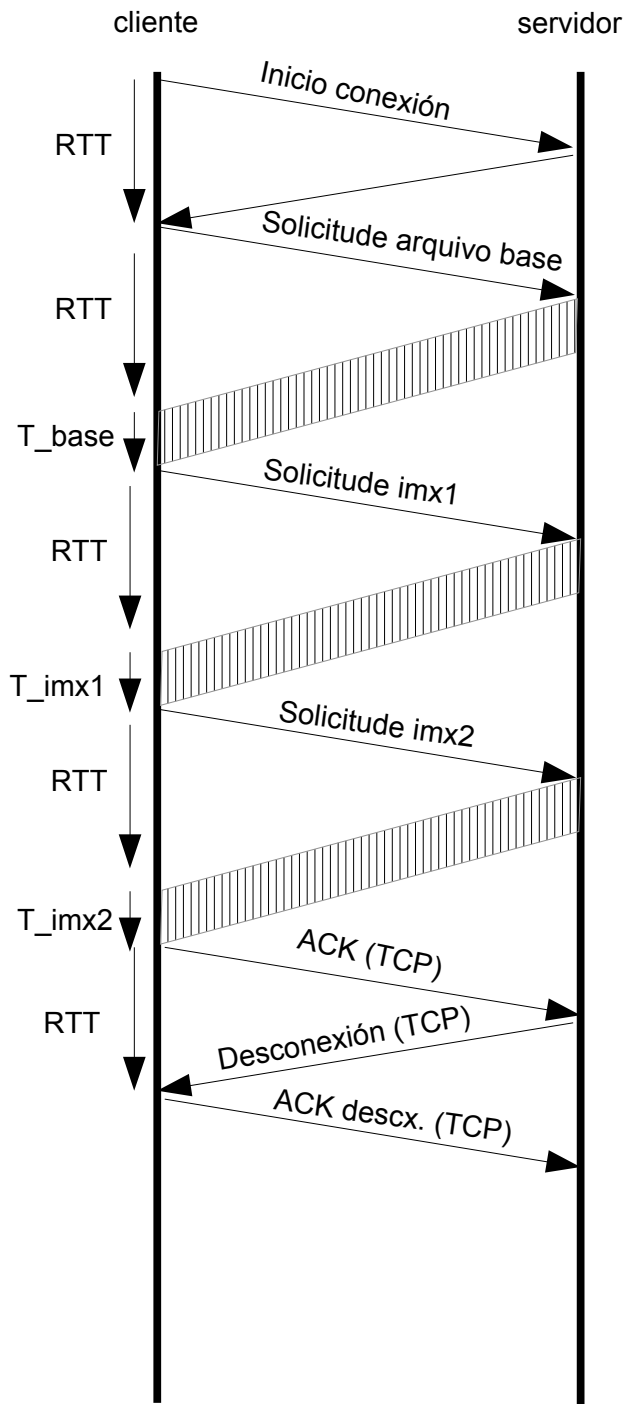 cliente
servidor
Inicio conexión
RTT
Solicitude arquivo base
RTT
T_base
Solicitude imx1
RTT
T_imx1
Solicitude imx2
RTT
T_imx2
ACK (TCP)
RTT
Desconexión (TCP)
ACK descx. (TCP)